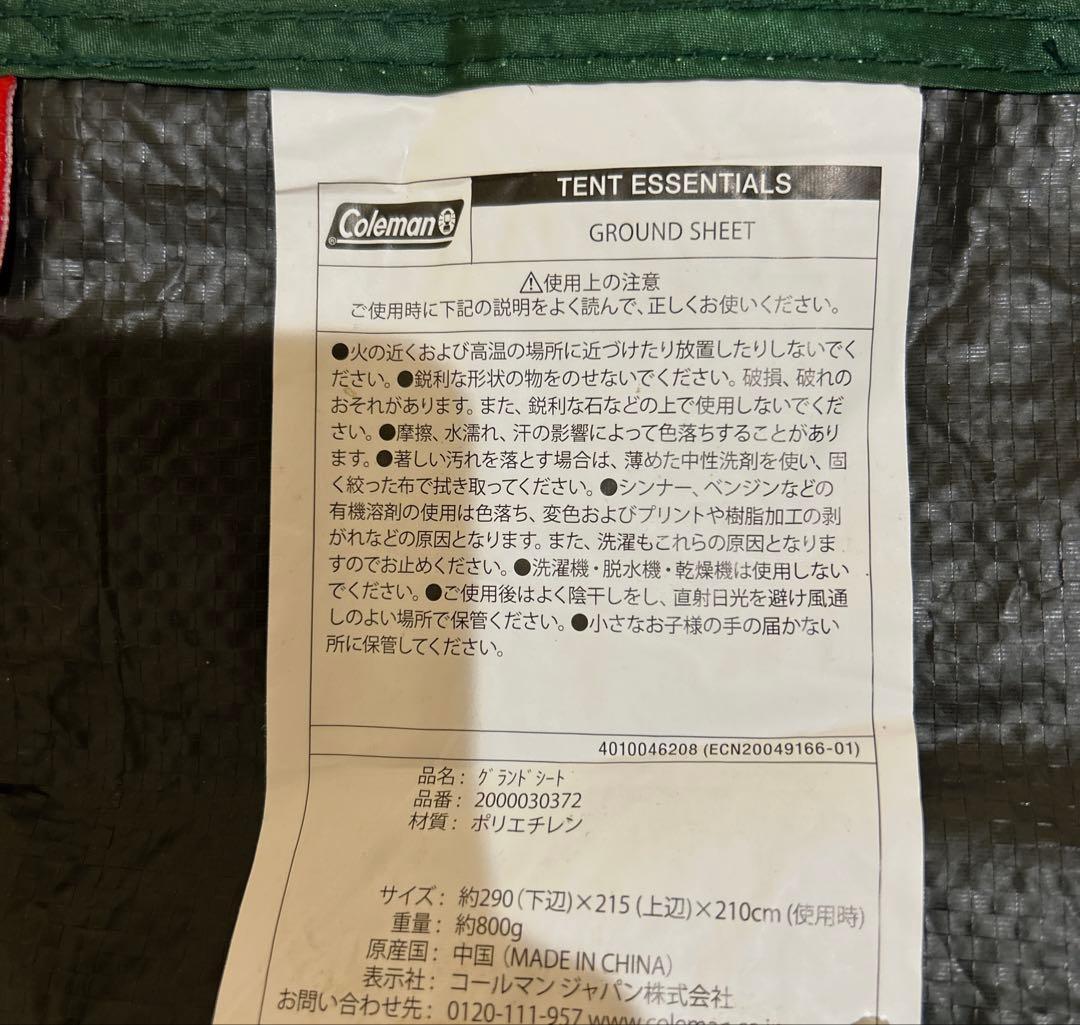 Coleman®
TENT ESSENTIALS
GROUND SHEET
⚠使用上の注意
ご使用時に下記の説明をよく読んで、正しくお使いください。
●火の近くおよび高温の場所に近づけたり放置したりしないでく
ださい。●鋭利な形状の物をのせないでください。破損、破れの
おそれがあります。また、鋭利な石などの上で使用しないでくだ
さい。●摩擦、水濡れ、汗の影響によって色落ちすることがあり
ます。●著しい汚れを落とす場合は、薄めた中性洗剤を使い、固
く絞った布で拭き取ってください。●シンナー、ベンジンなどの
有機溶剤の使用は色落ち、変色およびプリントや樹脂加工の剥
がれなどの原因となります。また、洗濯もこれらの原因となりま
すのでお止めください。●洗濯機・脱水機・乾燥機は使用しない
でください。●ご使用後はよく陰干しをし、直射日光を避け風通
しのよい場所で保管ください。●小さなお子様の手の届かない
所に保管してください。
4010046208 (ECN20049166-01)
品名: グランドシート
品番: 2000030372
材質: ポリエチレン
サイズ: 約290(下辺)×215(上辺)×210cm(使用時)
重量: 約800g
原産国: 中国 (MADE IN CHINA)
表示社: コールマン ジャパン株式会社
お問い合わせ先: 0120-111-957